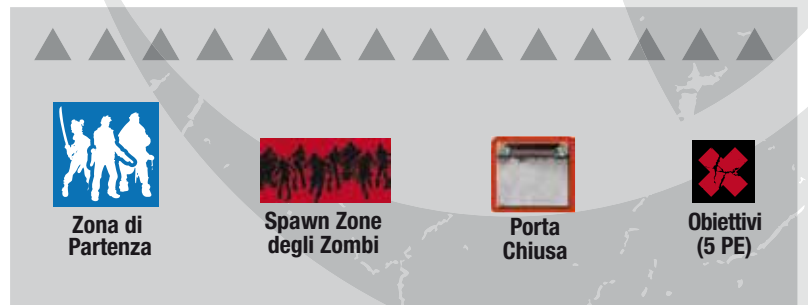 Zona di
Partenza
Spawn Zone
degli Zombi
Porta
Chiusa
Obiettivi
(5 PE)